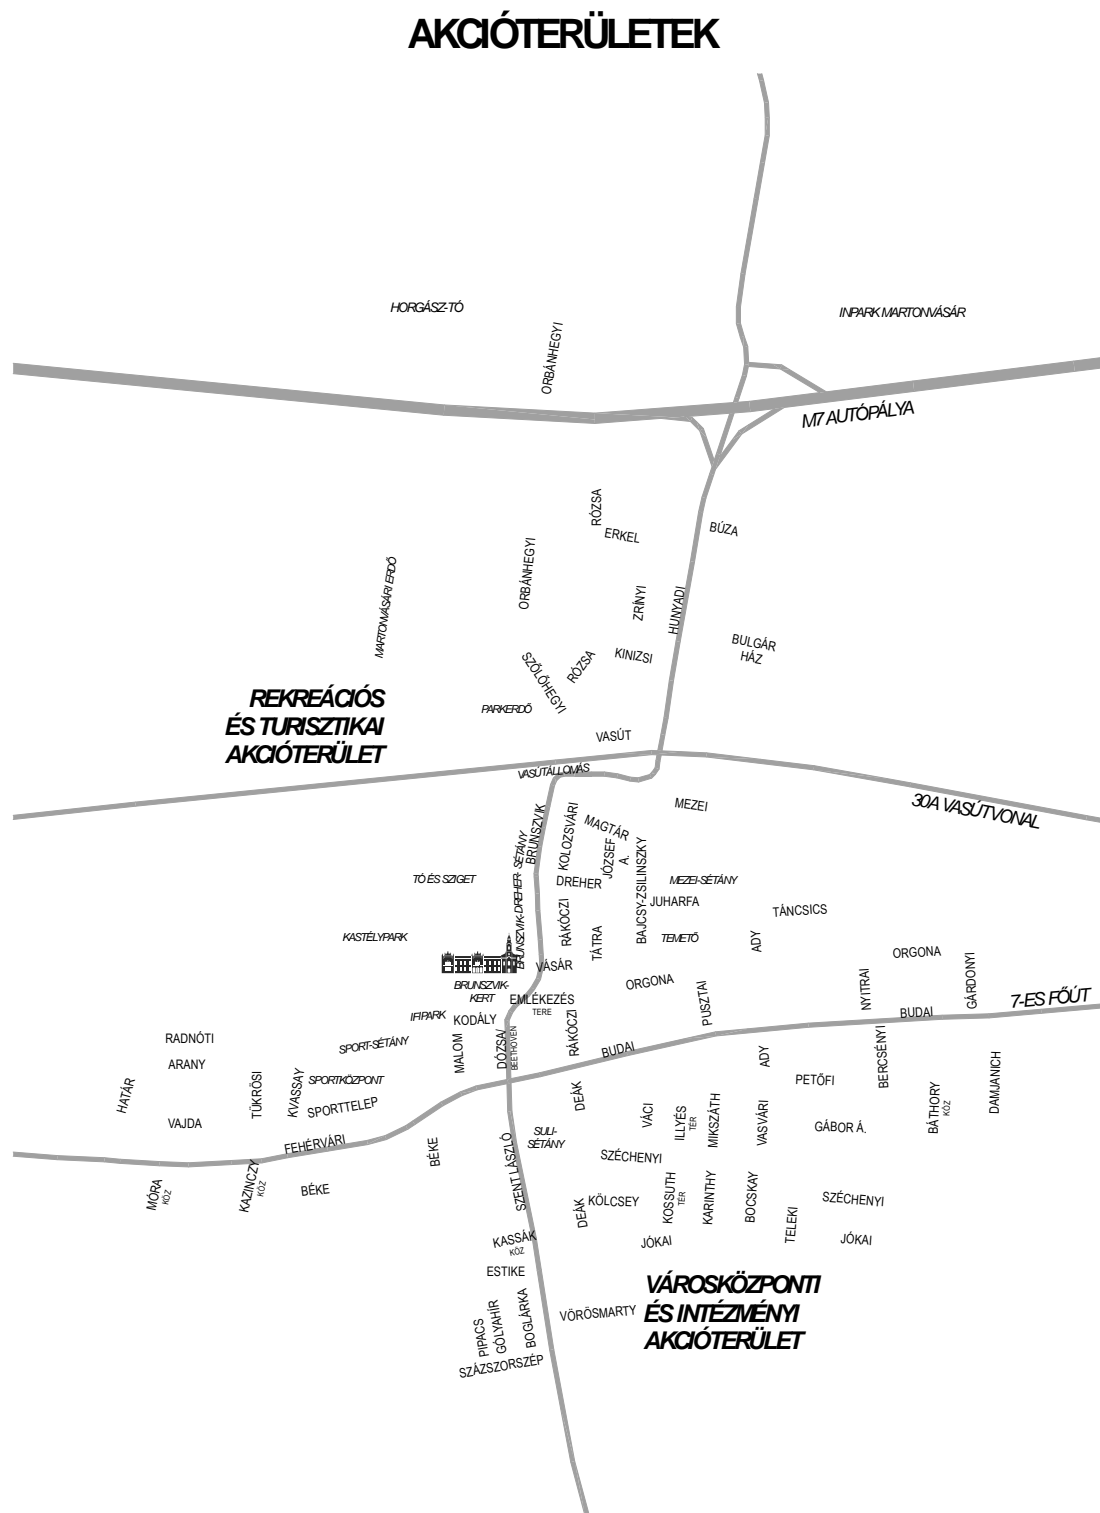 AKCIÓTERÜLETEK
HORGÁSZ-TÓ
INPARK MARTONVÁSÁR
ORBÁNHEGYI
M7 AUTÓPÁLYA
RÓZSA
ERKEL
BÚZA
ORBÁNHEGYI
MARTONVÁSÁRI ERDŐ
ZRÍNYI
HUNYADI
BULGÁR
HÁZ
KINIZSI
RÓZSA
SZŐLŐHEGYI
REKREÁCIÓS
ÉS TURISZTIKAI
AKCIÓTERÜLET
PARKERDŐ
VASÚT
VASÚTÁLLOMÁS
30A VASÚTVONAL
MEZEI
BRUNSZVIK
KOLOZSVÁRI
MAGTÁR
JÓZSEF
A.
BAJCSY-ZSILINSZKY
BRUNSZVIK-DREHER- SÉTÁNY
TÓ ÉS SZIGET
DREHER
MEZEI-SÉTÁNY
JUHARFA
TÁNCSICS
RÁKÓCZI
TÁTRA
KASTÉLYPARK
TEMETŐ
ADY
ORGONA
VÁSÁR
BRUNSZVIK-
KERT
EMLÉKEZÉS
TERE
ORGONA
PUSZTAI
NYITRAI
GÁRDONYI
7-ES FŐÚT
BUDAI
IFIPARK
KODÁLY
RÁKÓCZI
RADNÓTI
SPORT-SÉTÁNY
MALOM
DÓZSA/
BEETHOVEN
BUDAI
ADY
BERCSÉNYI
ARANY
HATÁR
TÜKRÖSI
KVASSAY
SPORTKÖZPONT
SPORTTELEP
DEÁK
PETŐFI
DAMJANICH
VAJDA
VÁCI
ILLYÉS
TÉR
MIKSZÁTH
VASVÁRI
GÁBOR Á.
BÁTHORY
KÖZ
FEHÉRVÁRI
BÉKE
SULI-
SÉTÁNY
SZENT LÁSZLÓ
SZÉCHENYI
MÓRA
KÖZ
KAZINCZY
KÖZ
BÉKE
DEÁK
KÖLCSEY
KOSSUTH
TÉR
KARINTHY
BOCSKAY
TELEKI
SZÉCHENYI
KASSÁK
KÖZ
JÓKAI
JÓKAI
ESTIKE
VÁROSKÖZPONTI
ÉS INTÉZMÉNYI
AKCIÓTERÜLET
PIPACS
GÓLYAHÍR
BOGLÁRKA
VÖRÖSMARTY
SZÁZSZORSZÉP